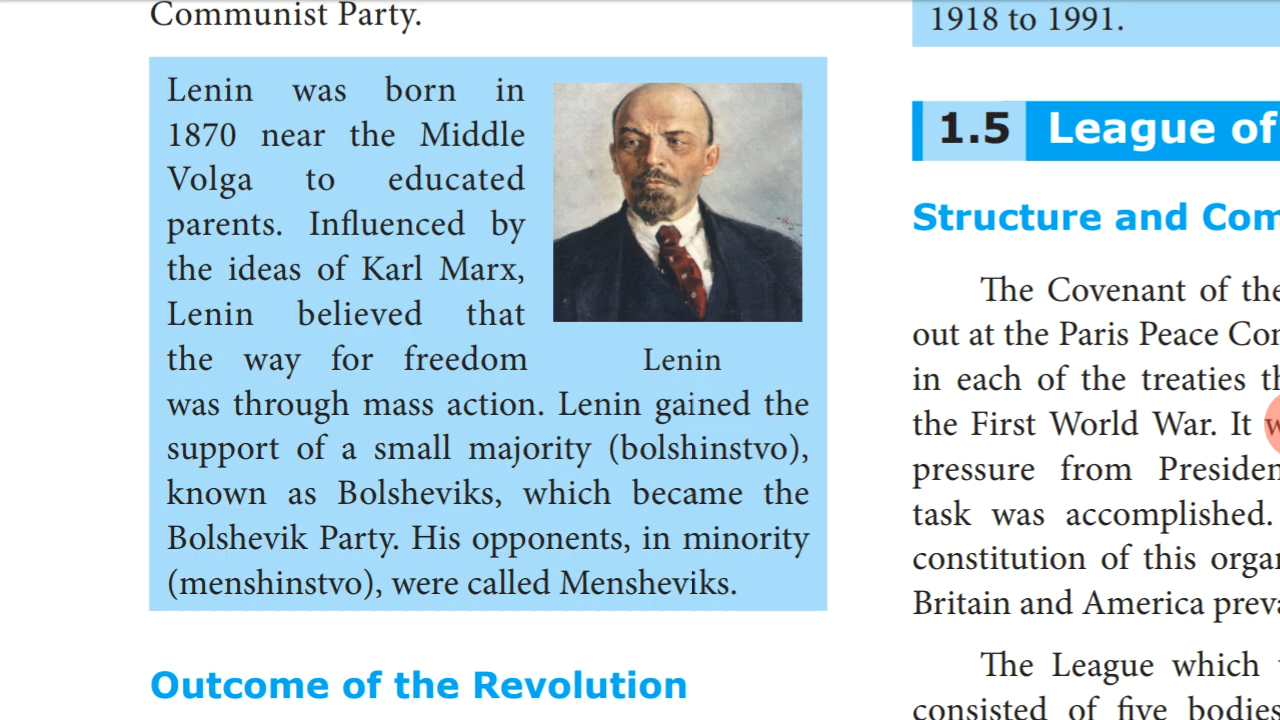 Communist Party.
Lenin was born in
1870 near the Middle
Volga to educated
parents. Influenced by
the ideas of Karl Marx,
Lenin believed that
the way for freedom
Lenin
was through mass action. Lenin gained the
support of a small majority (bolshinstvo),
known as Bolsheviks, which became the
Bolshevik Party. His opponents, in minority
(menshinstvo), were called Mensheviks.
Outcome of the Revolution
1918 to 1991.
1.5 League of
Structure and Com
The Covenant of the
out at the Paris Peace Con
in each of the treaties th
the First World War. It w
pressure from Presiden
task was accomplished.
constitution of this organ
Britain and America preva
The League which
consisted of five bodies